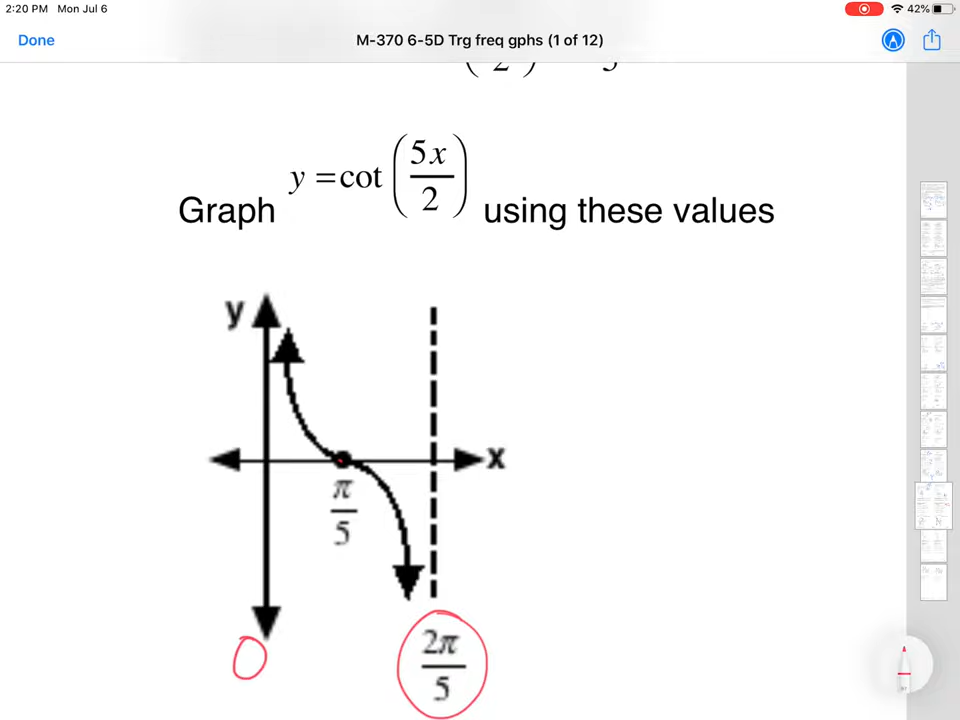 2:20 PM Mon Jul 6 42%
Done M-370 6-5D Trg freq gphs (1 of 12)
Graph y = cot (5x/2) using these values
y
x
π/5
0 2π/5